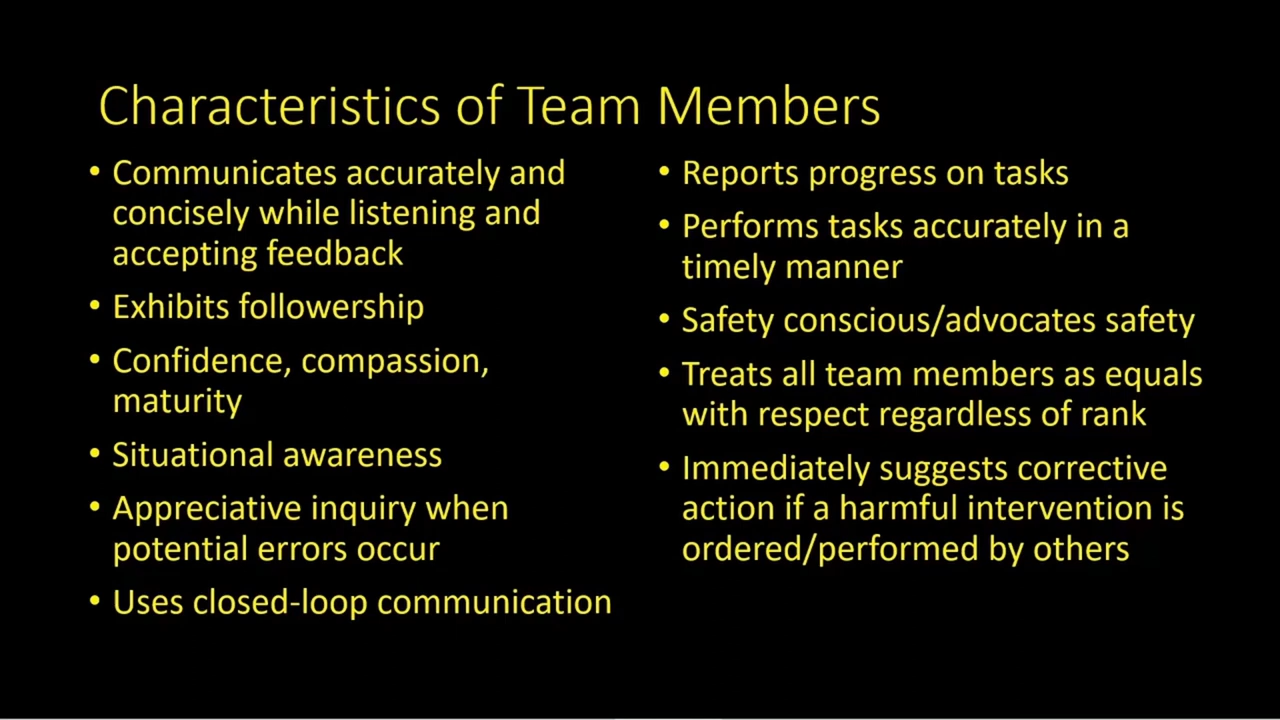 Characteristics of Team Members
• Communicates accurately and
concisely while listening and
accepting feedback
• Exhibits followership
• Confidence, compassion,
maturity
• Situational awareness
• Appreciative inquiry when
potential errors occur
• Uses closed-loop communication
• Reports progress on tasks
• Performs tasks accurately in a
timely manner
• Safety conscious/advocates safety
• Treats all team members as equals
with respect regardless of rank
• Immediately suggests corrective
action if a harmful intervention is
ordered/performed by others